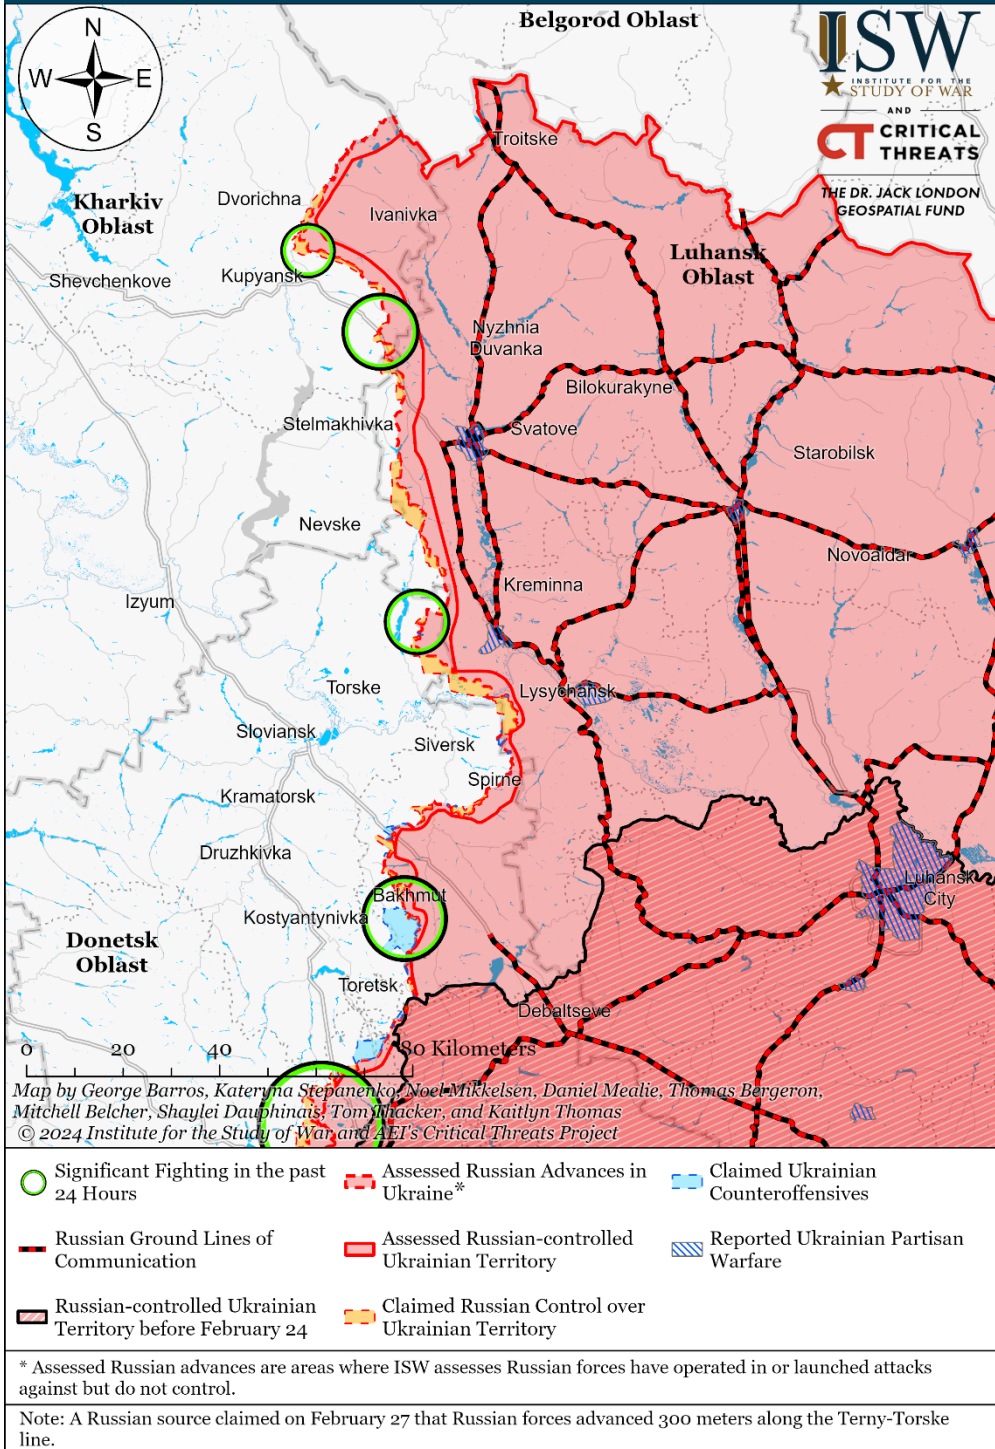 Belgorod Oblast
N
W E
S
ISW
INSTITUTE FOR THE
STUDY OF WAR
AND
CT CRITICAL
THREATS
THE DR. JACK LONDON
GEOSPATIAL FUND
Troitske
Kharkiv
Oblast
Dvorichna
Ivanivka
Luhansk
Oblast
Shevchenkove
Kupyansk
Nyzhnia
Duvanka
Bilokurakyne
Stelmakhivka
Svatove
Starobilsk
Nevske
Novoaidar
Izyum
Kreminna
Torske
Lysychansk
Sloviansk
Siversk
Spirne
Kramatorsk
Druzhkivka
Bakhmut
Luhansk
City
Kostyantynivka
Donetsk
Oblast
Toretsk
Debaltseve
0 20 40 80 Kilometers
Map by George Barros, Kateryna Stepanenko, Noel Mikkelsen, Daniel Mealie, Thomas Bergeron,
Mitchell Belcher, Shaylei Dauphinais, Tom Thacker, and Kaitlyn Thomas
© 2024 Institute for the Study of War and AEI's Critical Threats Project
Significant Fighting in the past
24 Hours
Assessed Russian Advances in
Ukraine*
Claimed Ukrainian
Counteroffensives
Russian Ground Lines of
Communication
Assessed Russian-controlled
Ukrainian Territory
Reported Ukrainian Partisan
Warfare
Russian-controlled Ukrainian
Territory before February 24
Claimed Russian Control over
Ukrainian Territory
* Assessed Russian advances are areas where ISW assesses Russian forces have operated in or launched attacks
against but do not control.
Note: A Russian source claimed on February 27 that Russian forces advanced 300 meters along the Terny-Torske
line.